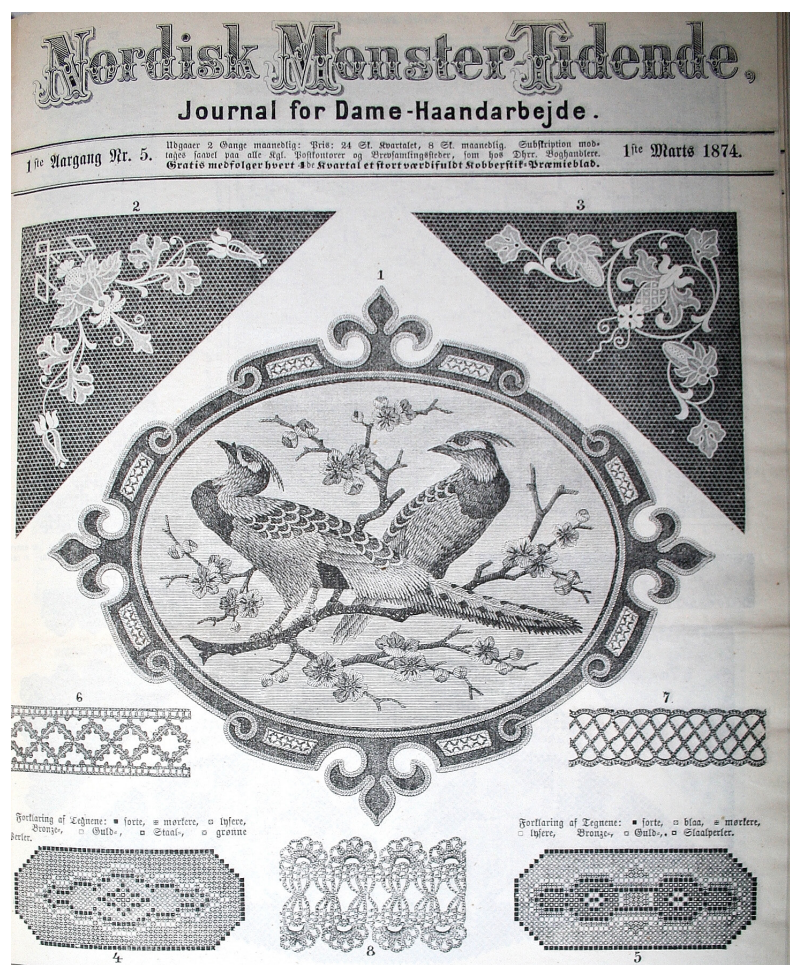 Nordisk Mønster Tidende,
Journal for Dame-Haandarbejde.
1ste Aargang Nr. 5.
Udgaaer 2 Gange maanedlig: Pris: 24 Sk. Kvartalet, 8 Sk. maanedlig. Subskription mod-
tages saavel paa alle Kgl. Postkontorer og Brevsamlingssteder, som hos Dhrr. Boghandlere.
Gratis medfølger hvert Kvartal et stort værdifuldt Kobberstik-Præmieblad.
1ste Marts 1874.
2
3
1
6
7
Forklaring af Tegnene: sorte, mørkere, lysere,
Bronze-, Guld-, Staal-, grønne
Perler.
Forklaring af Tegnene: sorte, blaa, mørkere,
lysere, Bronze-, Guld-, Staalperler.
4
8
5